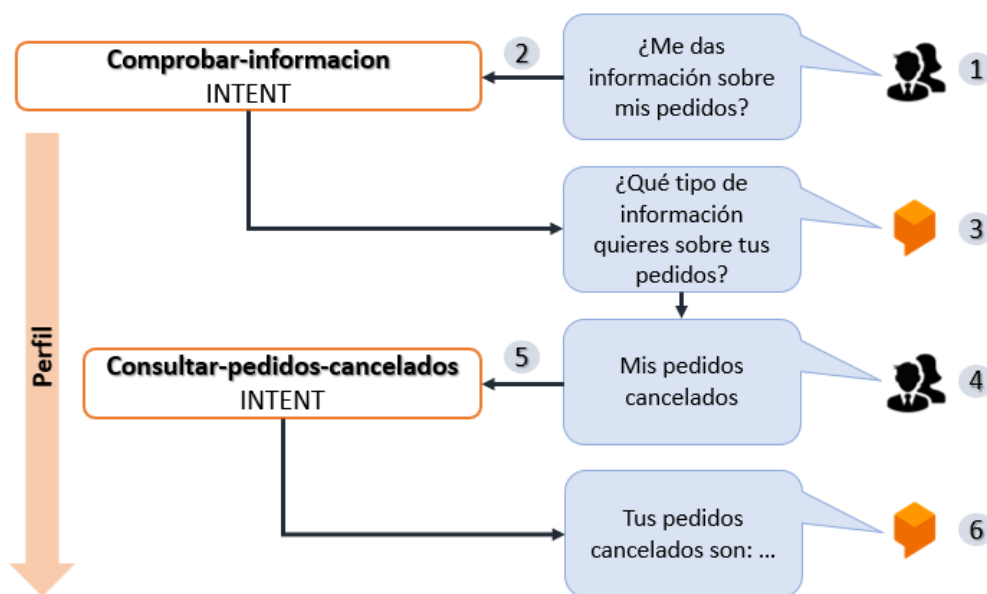 Comprobar-informacion
INTENT
2
¿Me das
información sobre
mis pedidos?
1
¿Qué tipo de
información
quieres sobre tus
pedidos?
3
Perfil
Consultar-pedidos-cancelados
INTENT
5
Mis pedidos
cancelados
4
Tus pedidos
cancelados son: ...
6